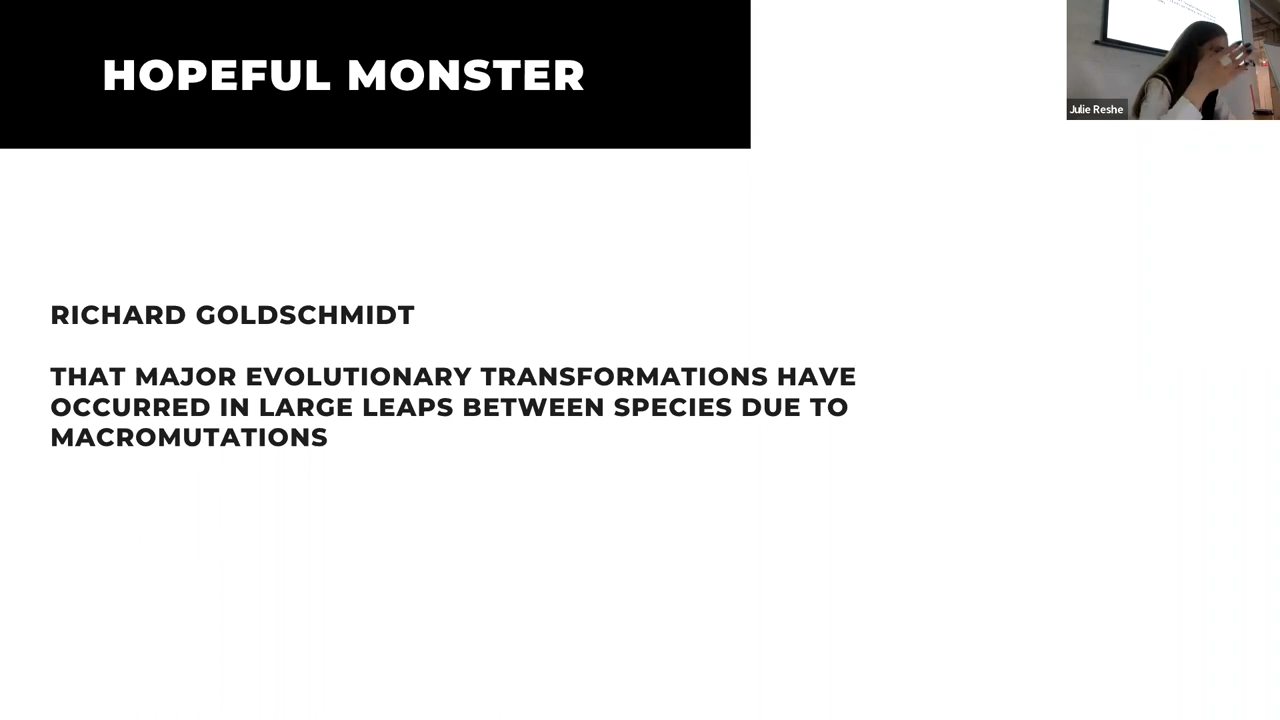 HOPEFUL MONSTER
Julie Reshe
RICHARD GOLDSCHMIDT
THAT MAJOR EVOLUTIONARY TRANSFORMATIONS HAVE
OCCURRED IN LARGE LEAPS BETWEEN SPECIES DUE TO
MACROMUTATIONS